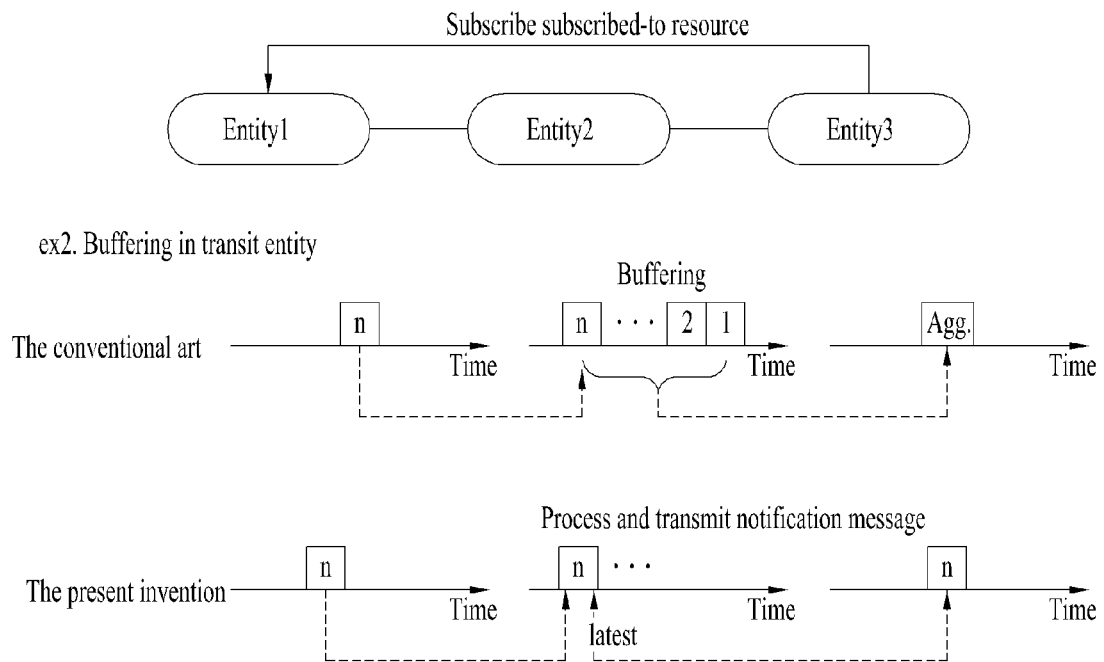 Subscribe subscribed-to resource
Entity1 Entity2 Entity3
ex2. Buffering in transit entity
Buffering
The conventional art n n · · · 2 1 Agg.
Time Time Time
Process and transmit notification message
The present invention n n · · · n
Time Time Time
latest